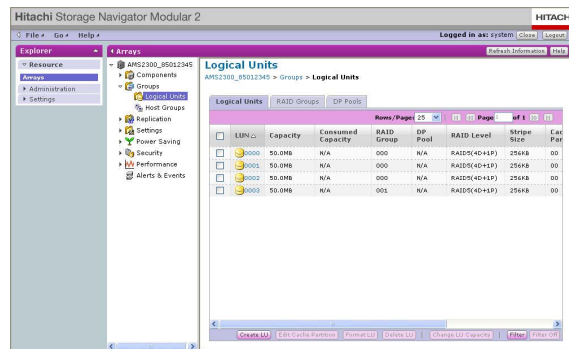 Hitachi Storage Navigator Modular 2
HITACH
File Go Help
Logged in as: system Close Logout
Explorer
Arrays
Refresh Information Help
Resource
Arrays
Administration
Settings
AMS2300_85012345
Components
Groups
Logical Units
Host Groups
Replication
Settings
Power Saving
Security
Performance
Alerts & Events
Logical Units
AMS2300_85012345 > Groups > Logical Units
Logical Units RAID Groups DP Pools
Rows/Page: 25 Page 1 of 1
LUN Capacity Consumed Capacity RAID Group DP Pool RAID Level Stripe Size Cac Par
0000 50.0MB N/A 000 N/A RAID5(4D+1P) 256KB 00
0001 50.0MB N/A 000 N/A RAID5(4D+1P) 256KB 00
0002 50.0MB N/A 000 N/A RAID5(4D+1P) 256KB 00
0003 50.0MB N/A 001 N/A RAID5(4D+1P) 256KB 00
Create LU Edit Cache Partition Format LU Delete LU Change LU Capacity Filter Filter Off